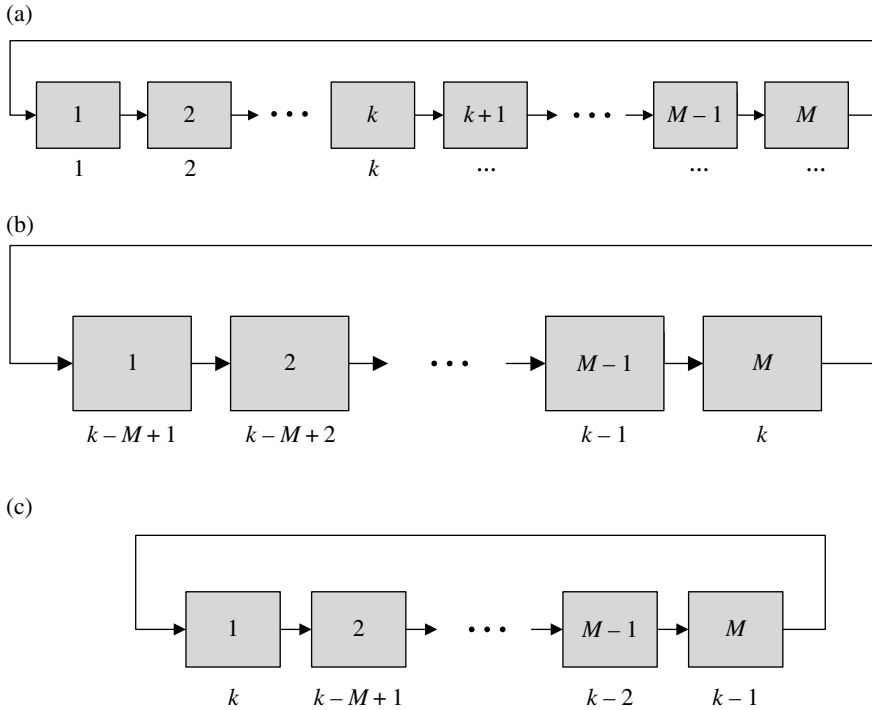 (a)
1 2 ••• k k + 1 ••• M – 1 M
1 2 k ... ... ...
(b)
1 2 ••• M – 1 M
k – M + 1 k – M + 2 k – 1 k
(c)
1 2 ••• M – 1 M
k k – M + 1 k – 2 k – 1